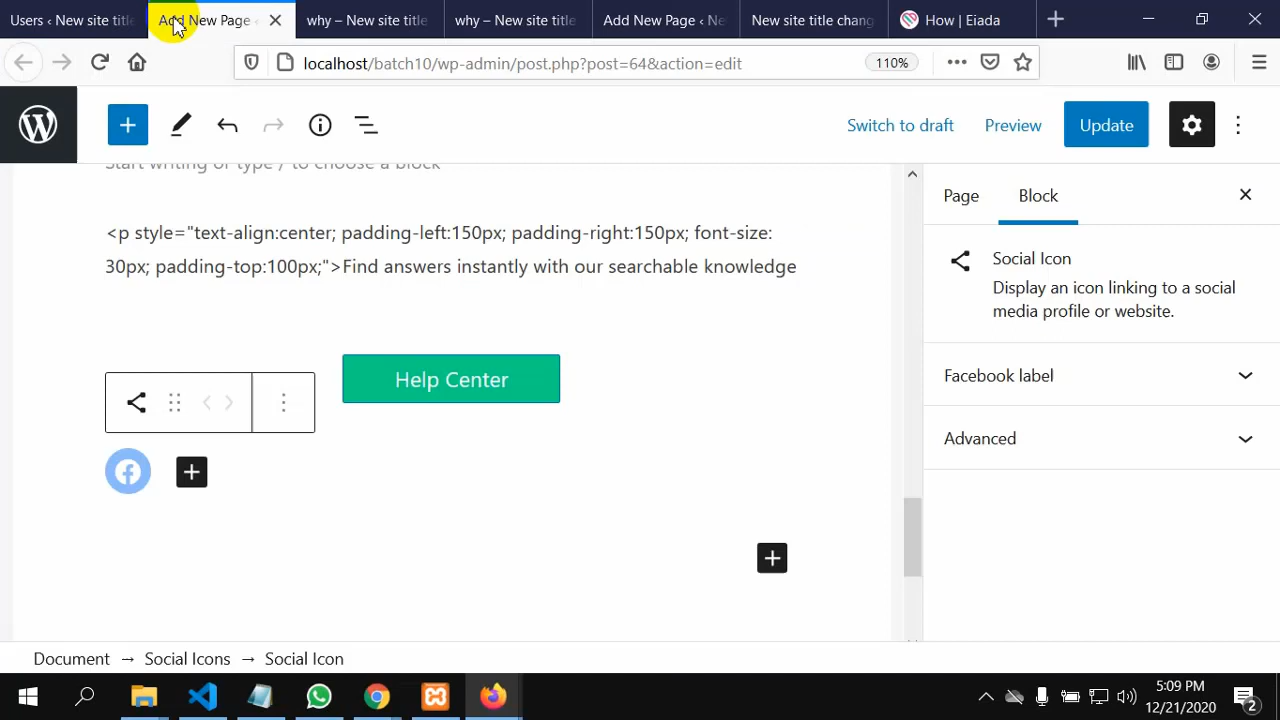 Users ‹ New site title
Add New Page ‹
why – New site title
why – New site title
Add New Page ‹ Ne
New site title chang
How | Eiada
localhost/batch10/wp-admin/post.php?post=64&action=edit
110%
Switch to draft
Preview
Update
Start writing or type / to choose a block
Page
Block
<p style="text-align:center; padding-left:150px; padding-right:150px; font-size:
30px; padding-top:100px;">Find answers instantly with our searchable knowledge
Social Icon
Display an icon linking to a social
media profile or website.
Help Center
Facebook label
Advanced
Document → Social Icons → Social Icon
5:09 PM
12/21/2020
2